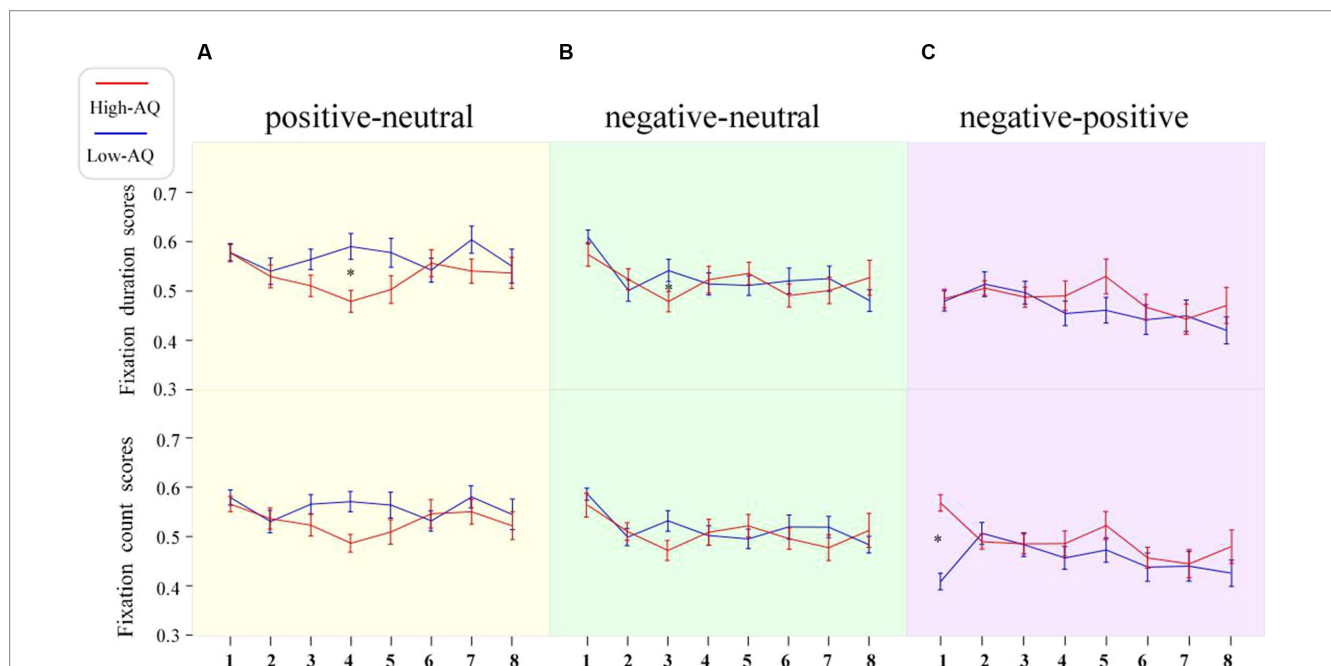 A B C
High-AQ
Low-AQ
positive-neutral negative-neutral negative-positive
Fixation duration scores
0.7
0.6
0.5
0.4
0.3
* * 
Fixation count scores
0.7
0.6
0.5
0.4
0.3
*
1 2 3 4 5 6 7 8 1 2 3 4 5 6 7 8 1 2 3 4 5 6 7 8